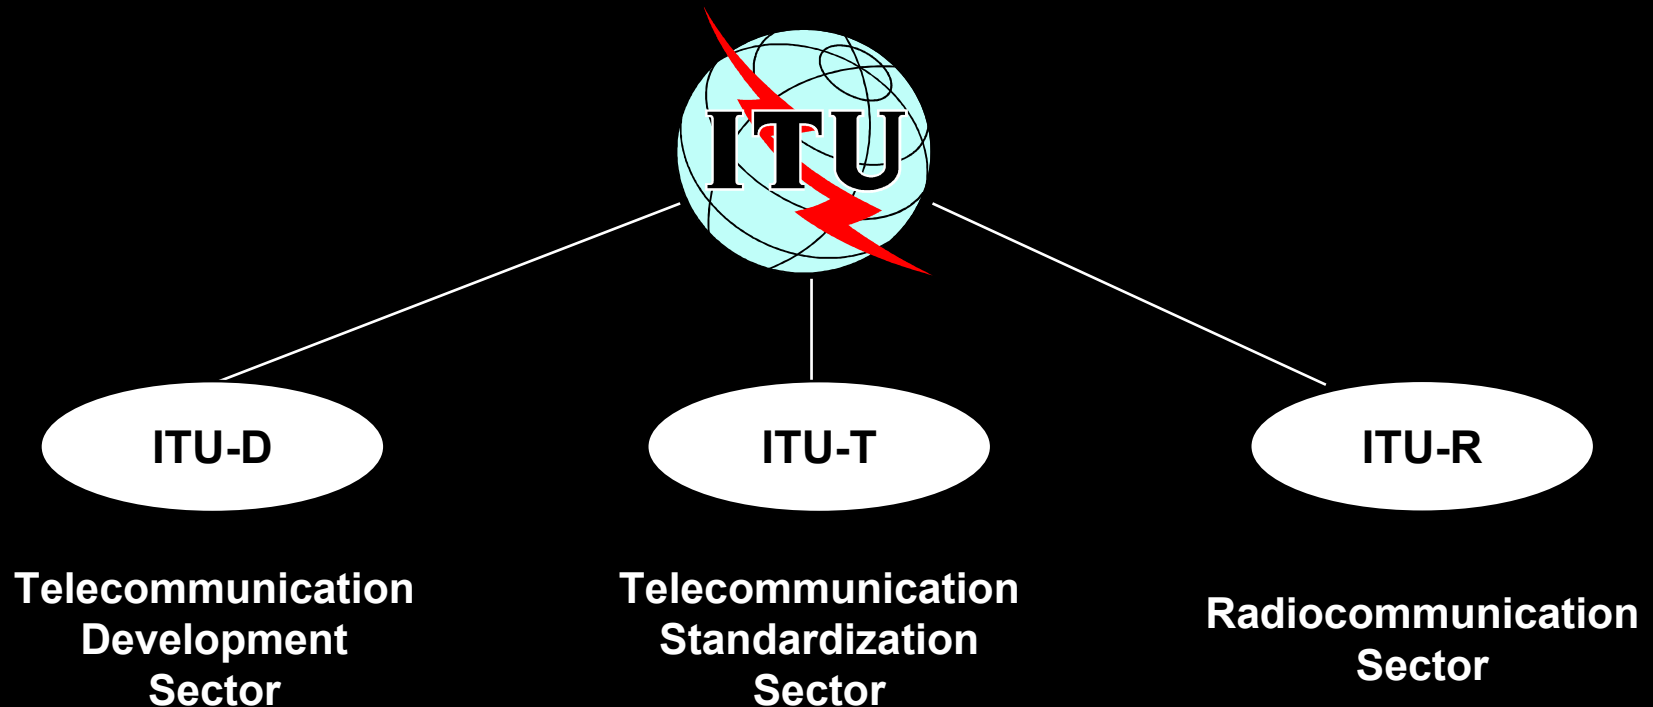 ITU
ITU-D
ITU-T
ITU-R
Telecommunication
Development
Sector
Telecommunication
Standardization
Sector
Radiocommunication
Sector